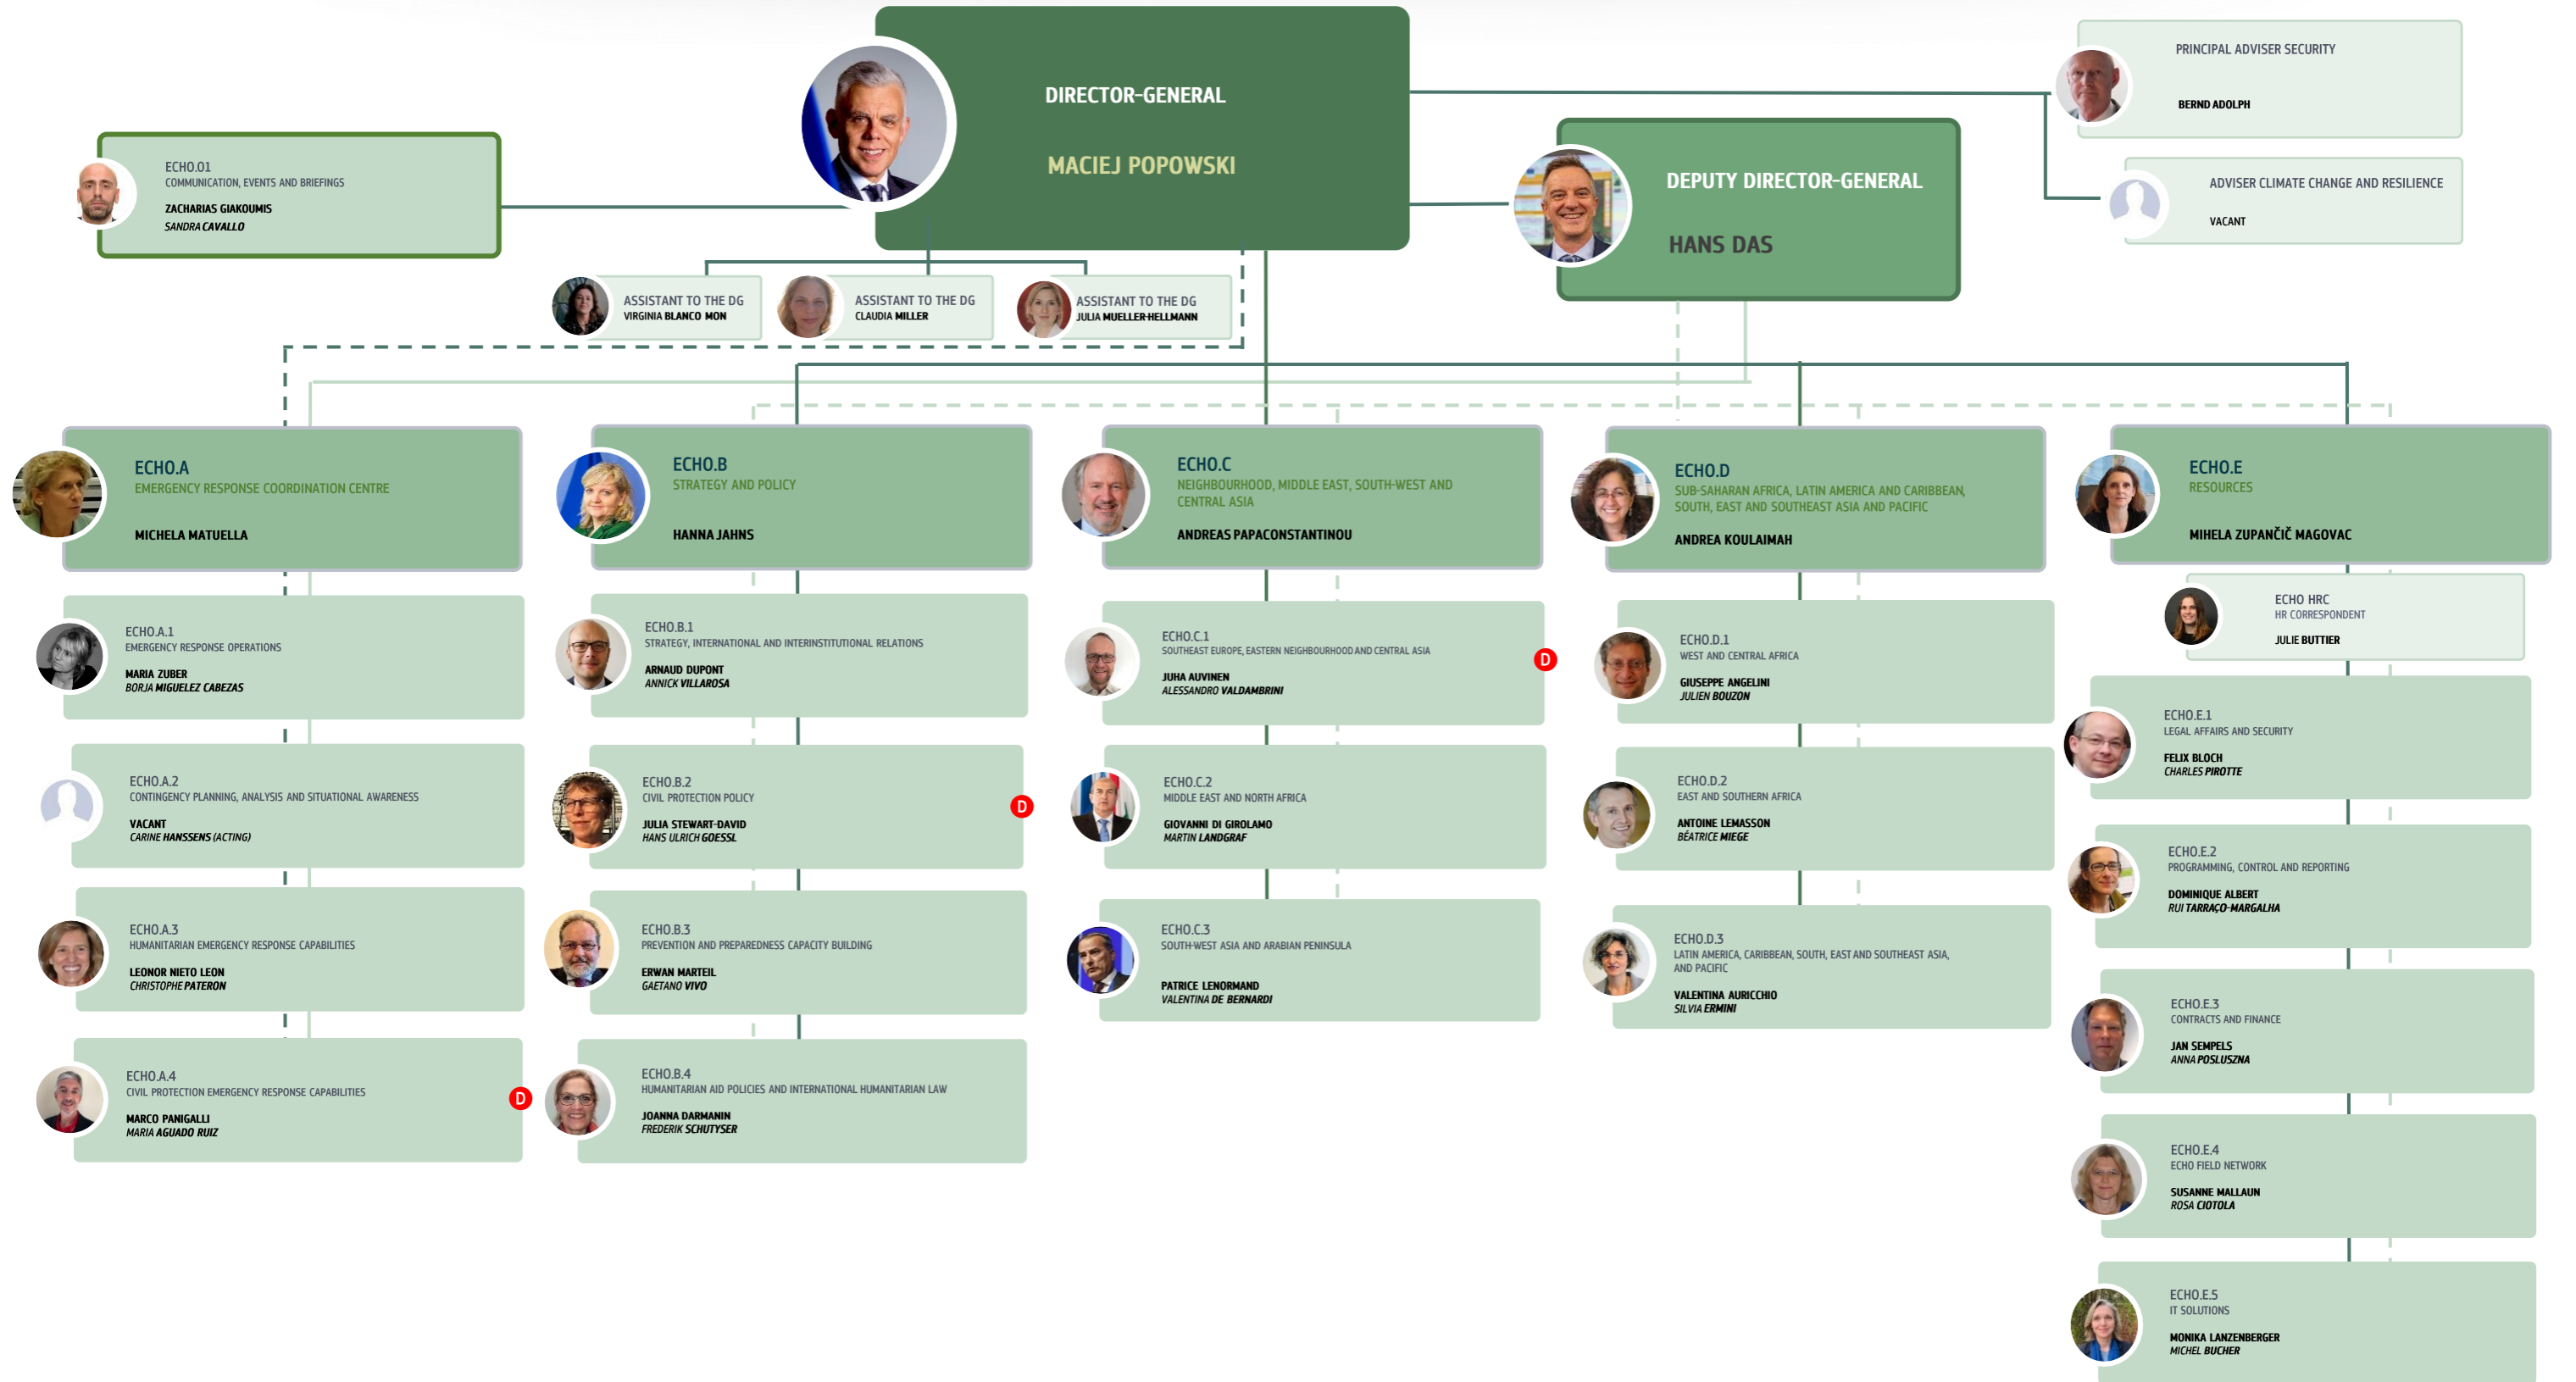 DIRECTOR-GENERAL
MACIEJ POPOWSKI
PRINCIPAL ADVISER SECURITY
BERND ADOLPH
ECHO.01
COMMUNICATION, EVENTS AND BRIEFINGS
ZACHARIAS GIAKOUMIS
SANDRA CAVALLO
DEPUTY DIRECTOR-GENERAL
HANS DAS
ADVISER CLIMATE CHANGE AND RESILIENCE
VACANT
ASSISTANT TO THE DG
VIRGINIA BLANCO MON
ASSISTANT TO THE DG
CLAUDIA MILLER
ASSISTANT TO THE DG
JULIA MUELLER-HELLMANN
ECHO.A
EMERGENCY RESPONSE COORDINATION CENTRE
MICHELA MATUELLA
ECHO.A.1
EMERGENCY RESPONSE OPERATIONS
MARIA ZUBER
BORJA MIGUELEZ CABEZAS
ECHO.A.2
CONTINGENCY PLANNING, ANALYSIS AND SITUATIONAL AWARENESS
VACANT
CARINE HANSSENS (ACTING)
ECHO.A.3
HUMANITARIAN EMERGENCY RESPONSE CAPABILITIES
LEONOR NIETO LEON
CHRISTOPHE PATERON
ECHO.A.4
CIVIL PROTECTION EMERGENCY RESPONSE CAPABILITIES
MARCO PANIGALLI
MARIA AGUADO RUIZ
D
ECHO.B
STRATEGY AND POLICY
HANNA JAHNS
ECHO.B.1
STRATEGY, INTERNATIONAL AND INTERINSTITUTIONAL RELATIONS
ARNAUD DUPONT
ANNICK VILLAROSA
ECHO.B.2
CIVIL PROTECTION POLICY
JULIA STEWART-DAVID
HANS ULRICH GOESSL
D
ECHO.B.3
PREVENTION AND PREPAREDNESS CAPACITY BUILDING
ERWAN MARTEIL
GAETANO VIVO
ECHO.B.4
HUMANITARIAN AID POLICIES AND INTERNATIONAL HUMANITARIAN LAW
JOANNA DARMANIN
FREDERIK SCHUTYSER
ECHO.C
NEIGHBOURHOOD, MIDDLE EAST, SOUTH-WEST AND
CENTRAL ASIA
ANDREAS PAPACONSTANTINOU
ECHO.C.1
SOUTHEAST EUROPE, EASTERN NEIGHBOURHOOD AND CENTRAL ASIA
JUHA AUVINEN
ALESSANDRO VALDAMBRINI
D
ECHO.C.2
MIDDLE EAST AND NORTH AFRICA
GIOVANNI DI GIROLAMO
MARTIN LANDGRAF
ECHO.C.3
SOUTH-WEST ASIA AND ARABIAN PENINSULA
PATRICE LENORMAND
VALENTINA DE BERNARDI
ECHO.D
SUB-SAHARAN AFRICA, LATIN AMERICA AND CARIBBEAN,
SOUTH, EAST AND SOUTHEAST ASIA AND PACIFIC
ANDREA KOULAIMAH
ECHO.D.1
WEST AND CENTRAL AFRICA
GIUSEPPE ANGELINI
JULIEN BOUZON
ECHO.D.2
EAST AND SOUTHERN AFRICA
ANTOINE LEMASSON
BÉATRICE MIEGE
ECHO.D.3
LATIN AMERICA, CARIBBEAN, SOUTH, EAST AND SOUTHEAST ASIA,
AND PACIFIC
VALENTINA AURICCHIO
SILVIA ERMINI
ECHO.E
RESOURCES
MIHELA ZUPANČIČ MAGOVAC
ECHO HRC
HR CORRESPONDENT
JULIE BUTTIER
ECHO.E.1
LEGAL AFFAIRS AND SECURITY
FELIX BLOCH
CHARLES PIROTTE
ECHO.E.2
PROGRAMMING, CONTROL AND REPORTING
DOMINIQUE ALBERT
RUI TARRAÇO-MARGALHA
ECHO.E.3
CONTRACTS AND FINANCE
JAN SEMPELS
ANNA POSLUSZNA
ECHO.E.4
ECHO FIELD NETWORK
SUSANNE MALLAUN
ROSA CIOTOLA
ECHO.E.5
IT SOLUTIONS
MONIKA LANZENBERGER
MICHEL BUCHER